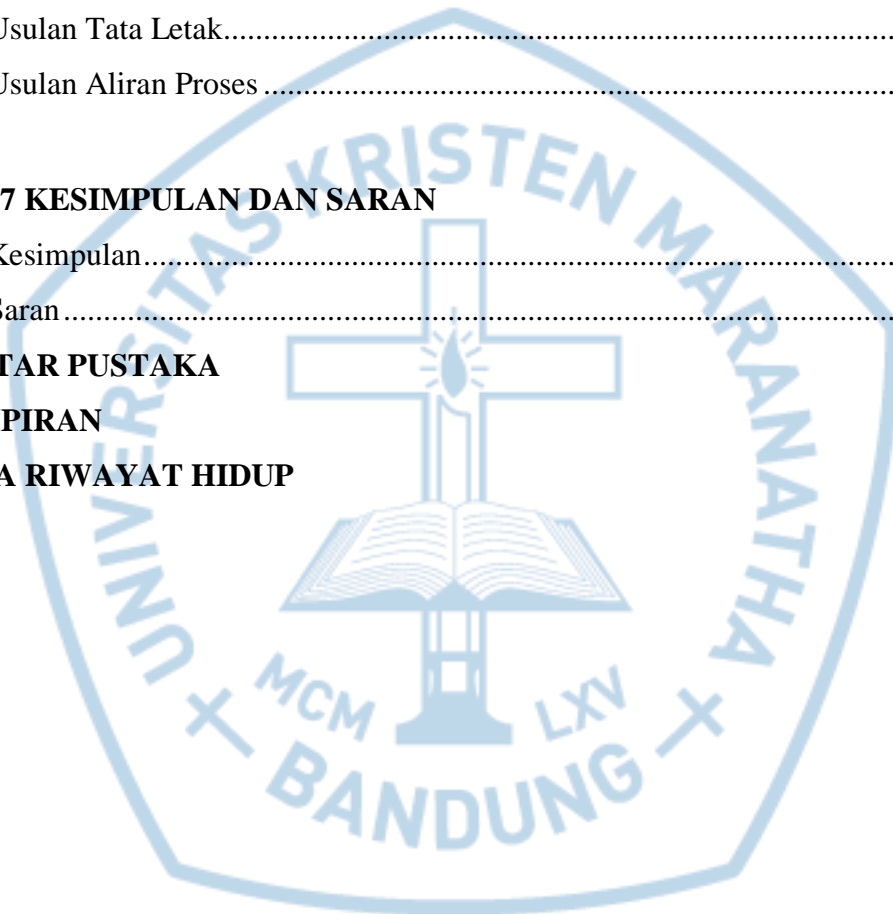 Usulan Tata Letak
Usulan Aliran Proses
7 KESIMPULAN DAN SARAN
Kesimpulan
Saran
TAR PUSTAKA
PIRAN
A RIWAYAT HIDUP
UNIVERSITAS KRISTEN MARANATHA
MCM LXV
BANDUNG